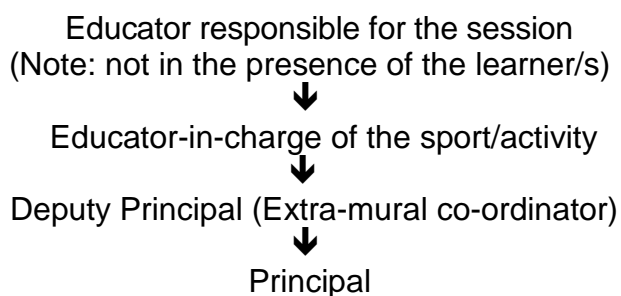 Educator responsible for the session
(Note: not in the presence of the learner/s)
Educator-in-charge of the sport/activity
Deputy Principal (Extra-mural co-ordinator)
Principal